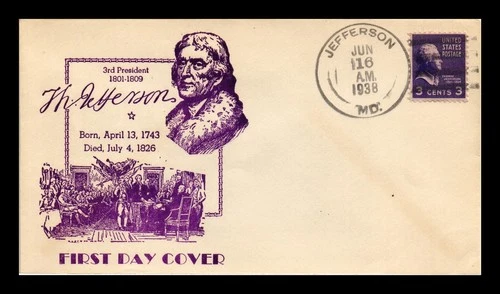 3rd President
1801-1809
Th. Jefferson
Born, April 13, 1743
Died, July 4, 1826
FIRST DAY COVER
JEFFERSON
JUN
16
A.M.
1938
MD.
UNITED
STATES
POSTAGE
3 CENTS 3